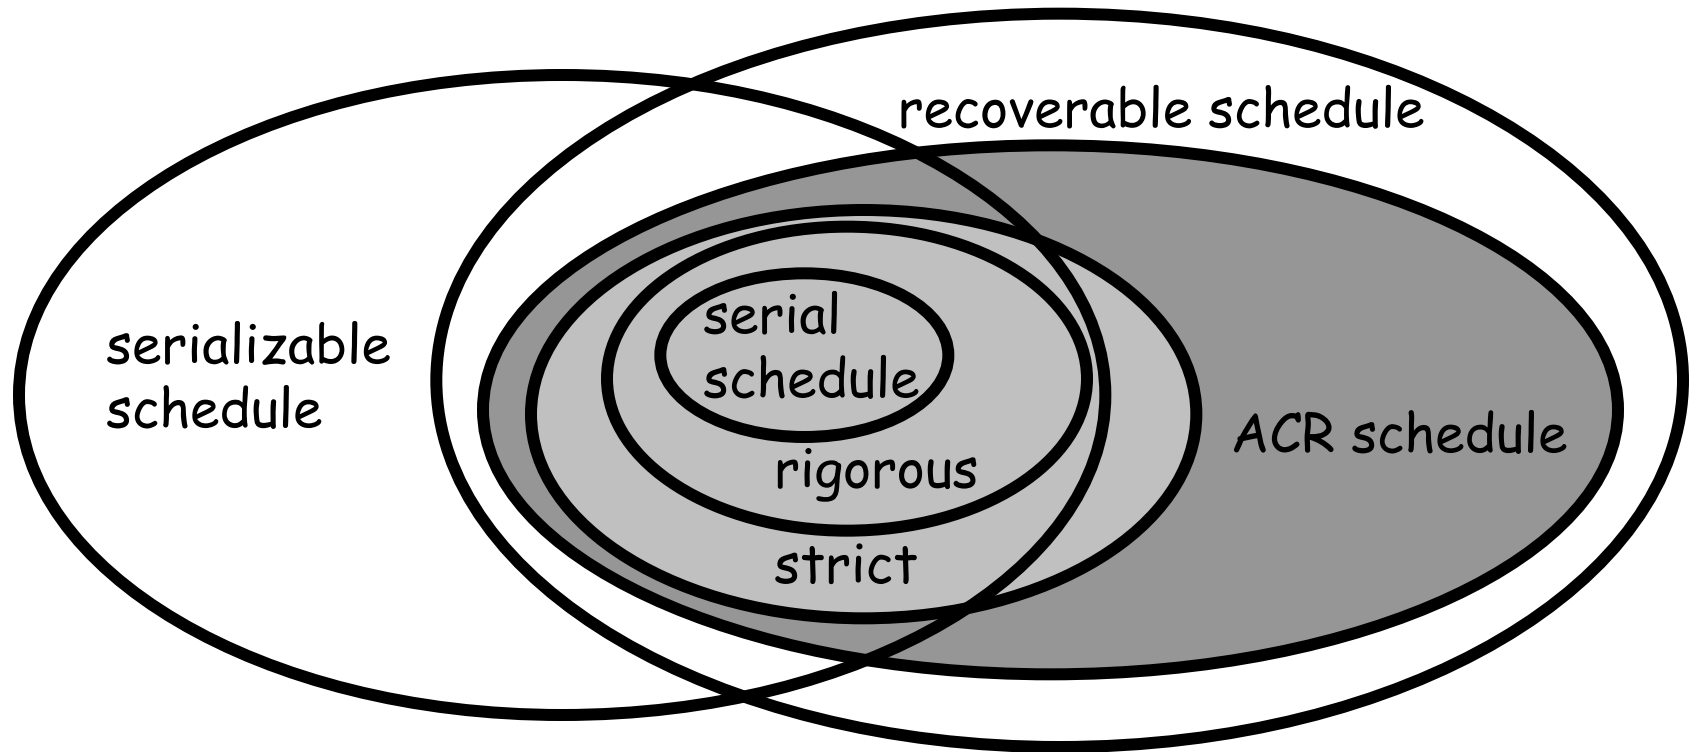 recoverable schedule
serializable
schedule
serial
schedule
ACR schedule
rigorous
strict